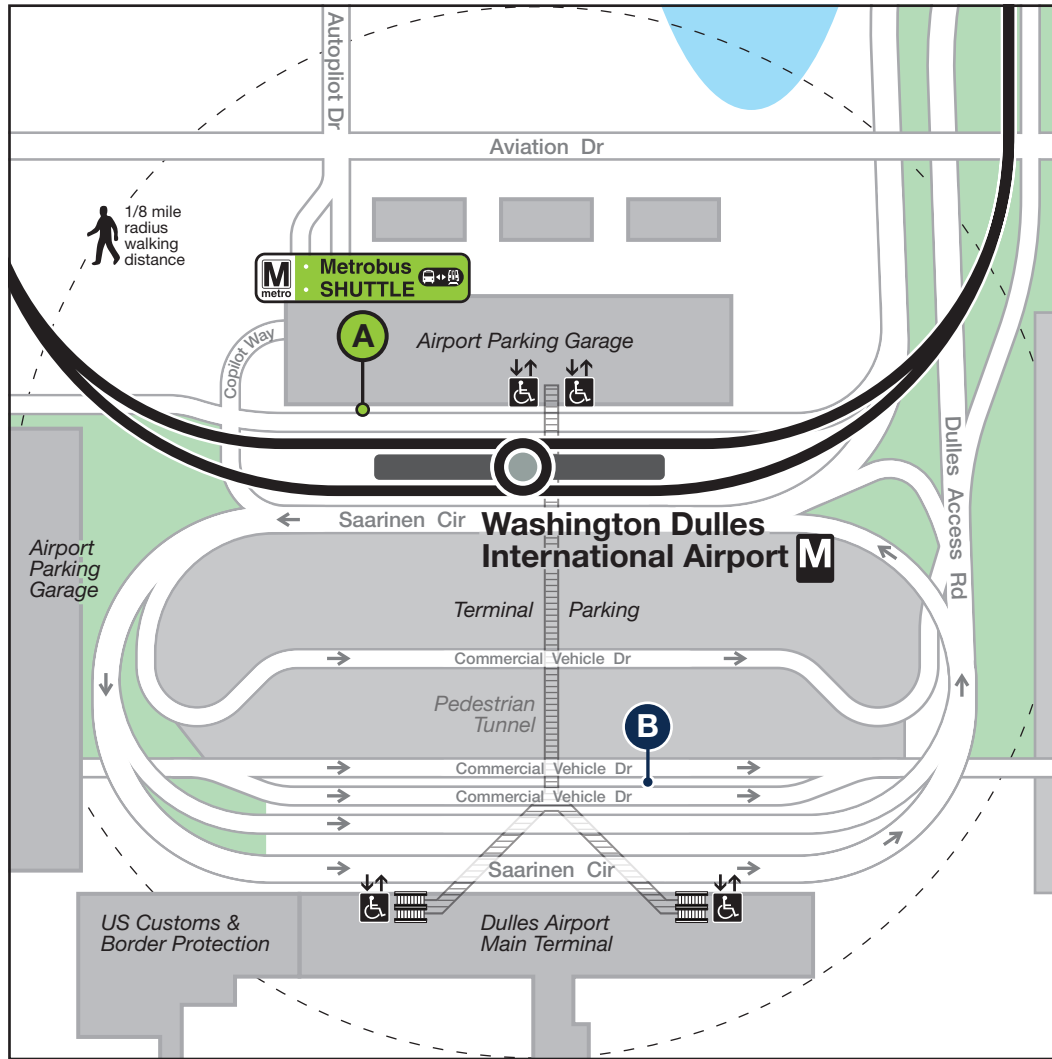 Autopliot Dr
Aviation Dr
1/8 mile
radius
walking
distance
M
metro
Metrobus
SHUTTLE
A
Airport Parking Garage
Copilot Way
Dulles Access Rd
Saarinen Cir
Washington Dulles
International Airport M
Airport
Parking
Garage
Terminal Parking
Commercial Vehicle Dr
Pedestrian
Tunnel
B
Commercial Vehicle Dr
Commercial Vehicle Dr
Saarinen Cir
US Customs &
Border Protection
Dulles Airport
Main Terminal